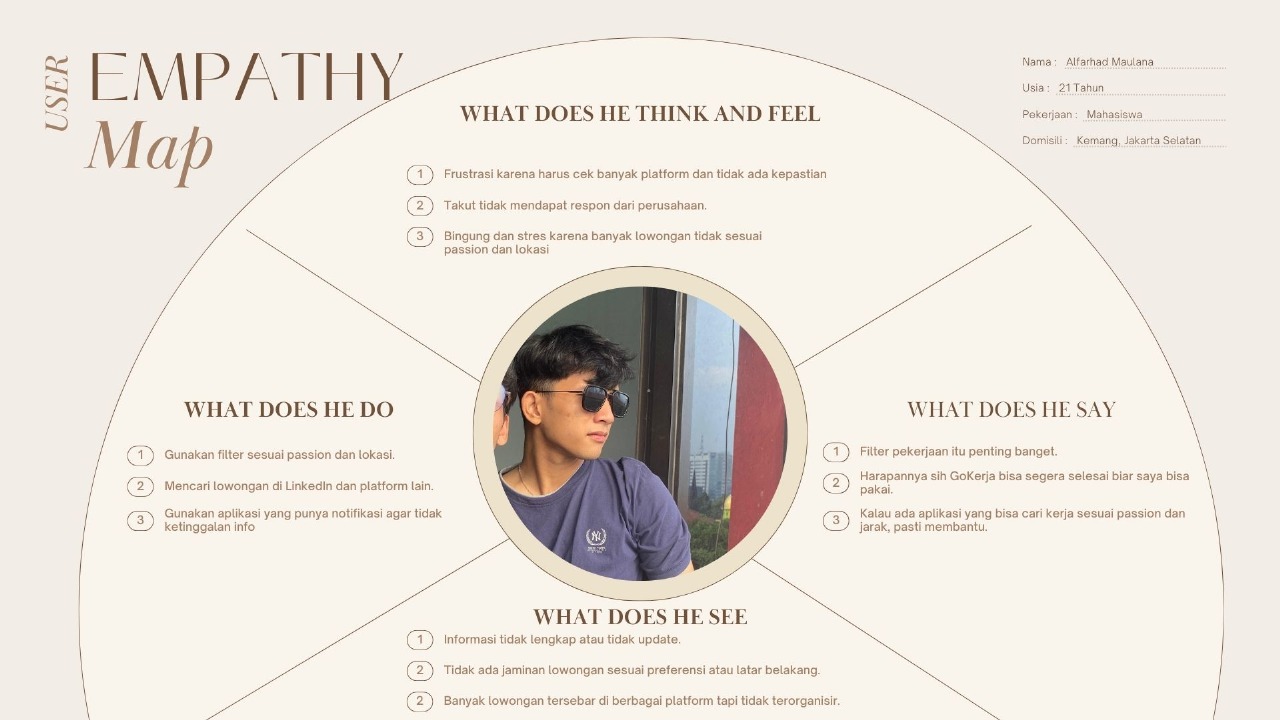 USER
EMPATHY
Map
Nama : Alfarhad Maulana
Usia : 21 Tahun
Pekerjaan : Mahasiswa
Domisili : Kemang, Jakarta Selatan
WHAT DOES HE THINK AND FEEL
1 Frustrasi karena harus cek banyak platform dan tidak ada kepastian
2 Takut tidak mendapat respon dari perusahaan.
3 Bingung dan stres karena banyak lowongan tidak sesuai
passion dan lokasi
WHAT DOES HE DO
1 Gunakan filter sesuai passion dan lokasi.
2 Mencari lowongan di LinkedIn dan platform lain.
3 Gunakan aplikasi yang punya notifikasi agar tidak
ketinggalan info
WHAT DOES HE SAY
1 Filter pekerjaan itu penting banget.
2 Harapannya sih GoKerja bisa segera selesai biar saya bisa
pakai.
3 Kalau ada aplikasi yang bisa cari kerja sesuai passion dan
jarak, pasti membantu.
WHAT DOES HE SEE
1 Informasi tidak lengkap atau tidak update.
2 Tidak ada jaminan lowongan sesuai preferensi atau latar belakang.
2 Banyak lowongan tersebar di berbagai platform tapi tidak terorganisir.